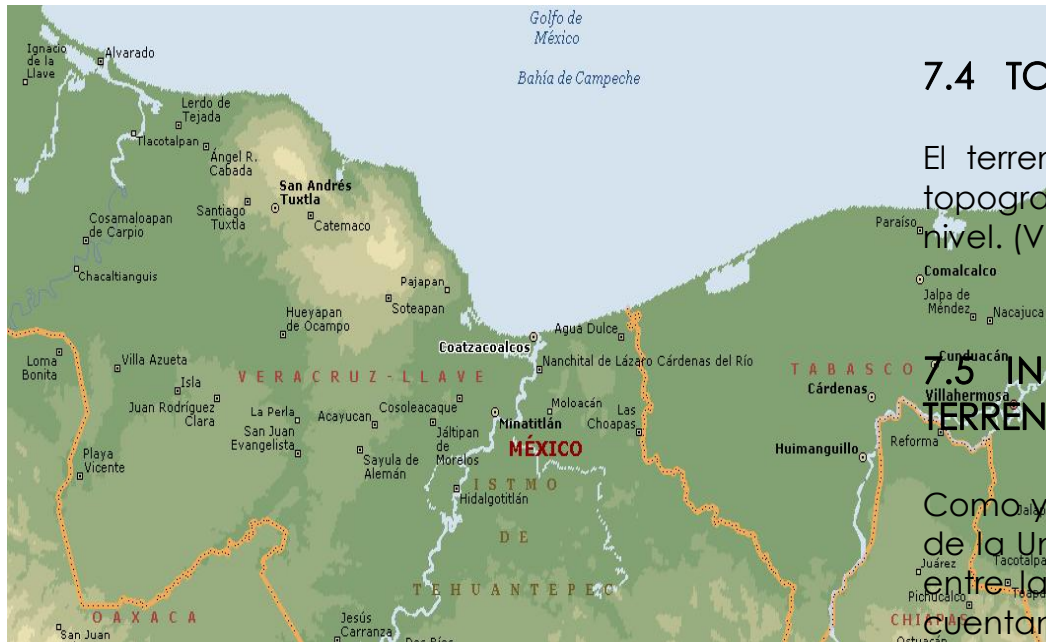 Golfo de
México
Bahía de Campeche
Ignacio
de la
Llave
Alvarado
Lerdo de
Tejada
Tlacotalpan
Ángel R.
Cabada
San Andrés
Tuxtla
Santiago
Tuxtla
Catemaco
Cosamaloapan
de Carpio
Chacaltianguis
Pajapan
Soteapan
Hueyapan
de Ocampo
Coatzacoalcos
Agua Dulce
Nanchital de Lázaro Cárdenas del Río
Loma
Bonita
Villa Azueta
Isla
Juan Rodríguez
Clara
VERACRUZ-LLAVE
La Perla
San Juan
Evangelista
Acayucan
Cosoleacaque
Sayula de
Alemán
Jáltipan
de
Morelos
Minatitlán
Moloacán
Las
Choapas
MÉXICO
Playa
Vicente
Hidalgotitlán
ISTMO
DE
TEHUANTEPEC
OAXACA
San Juan
Jesús
Carranza
Paraíso
Comalcalco
Jalpa de
Méndez
Nacajuca
TABASCO
Cunduacán
Cárdenas
Villahermosa
Huimanguillo
Reforma
Juárez
Pichucalco
CHIAPAS
7.4 TO
El terren
topogra
nivel. (V
7.5 IN
TERREN
Como y
de la Un
entre la
cuentan